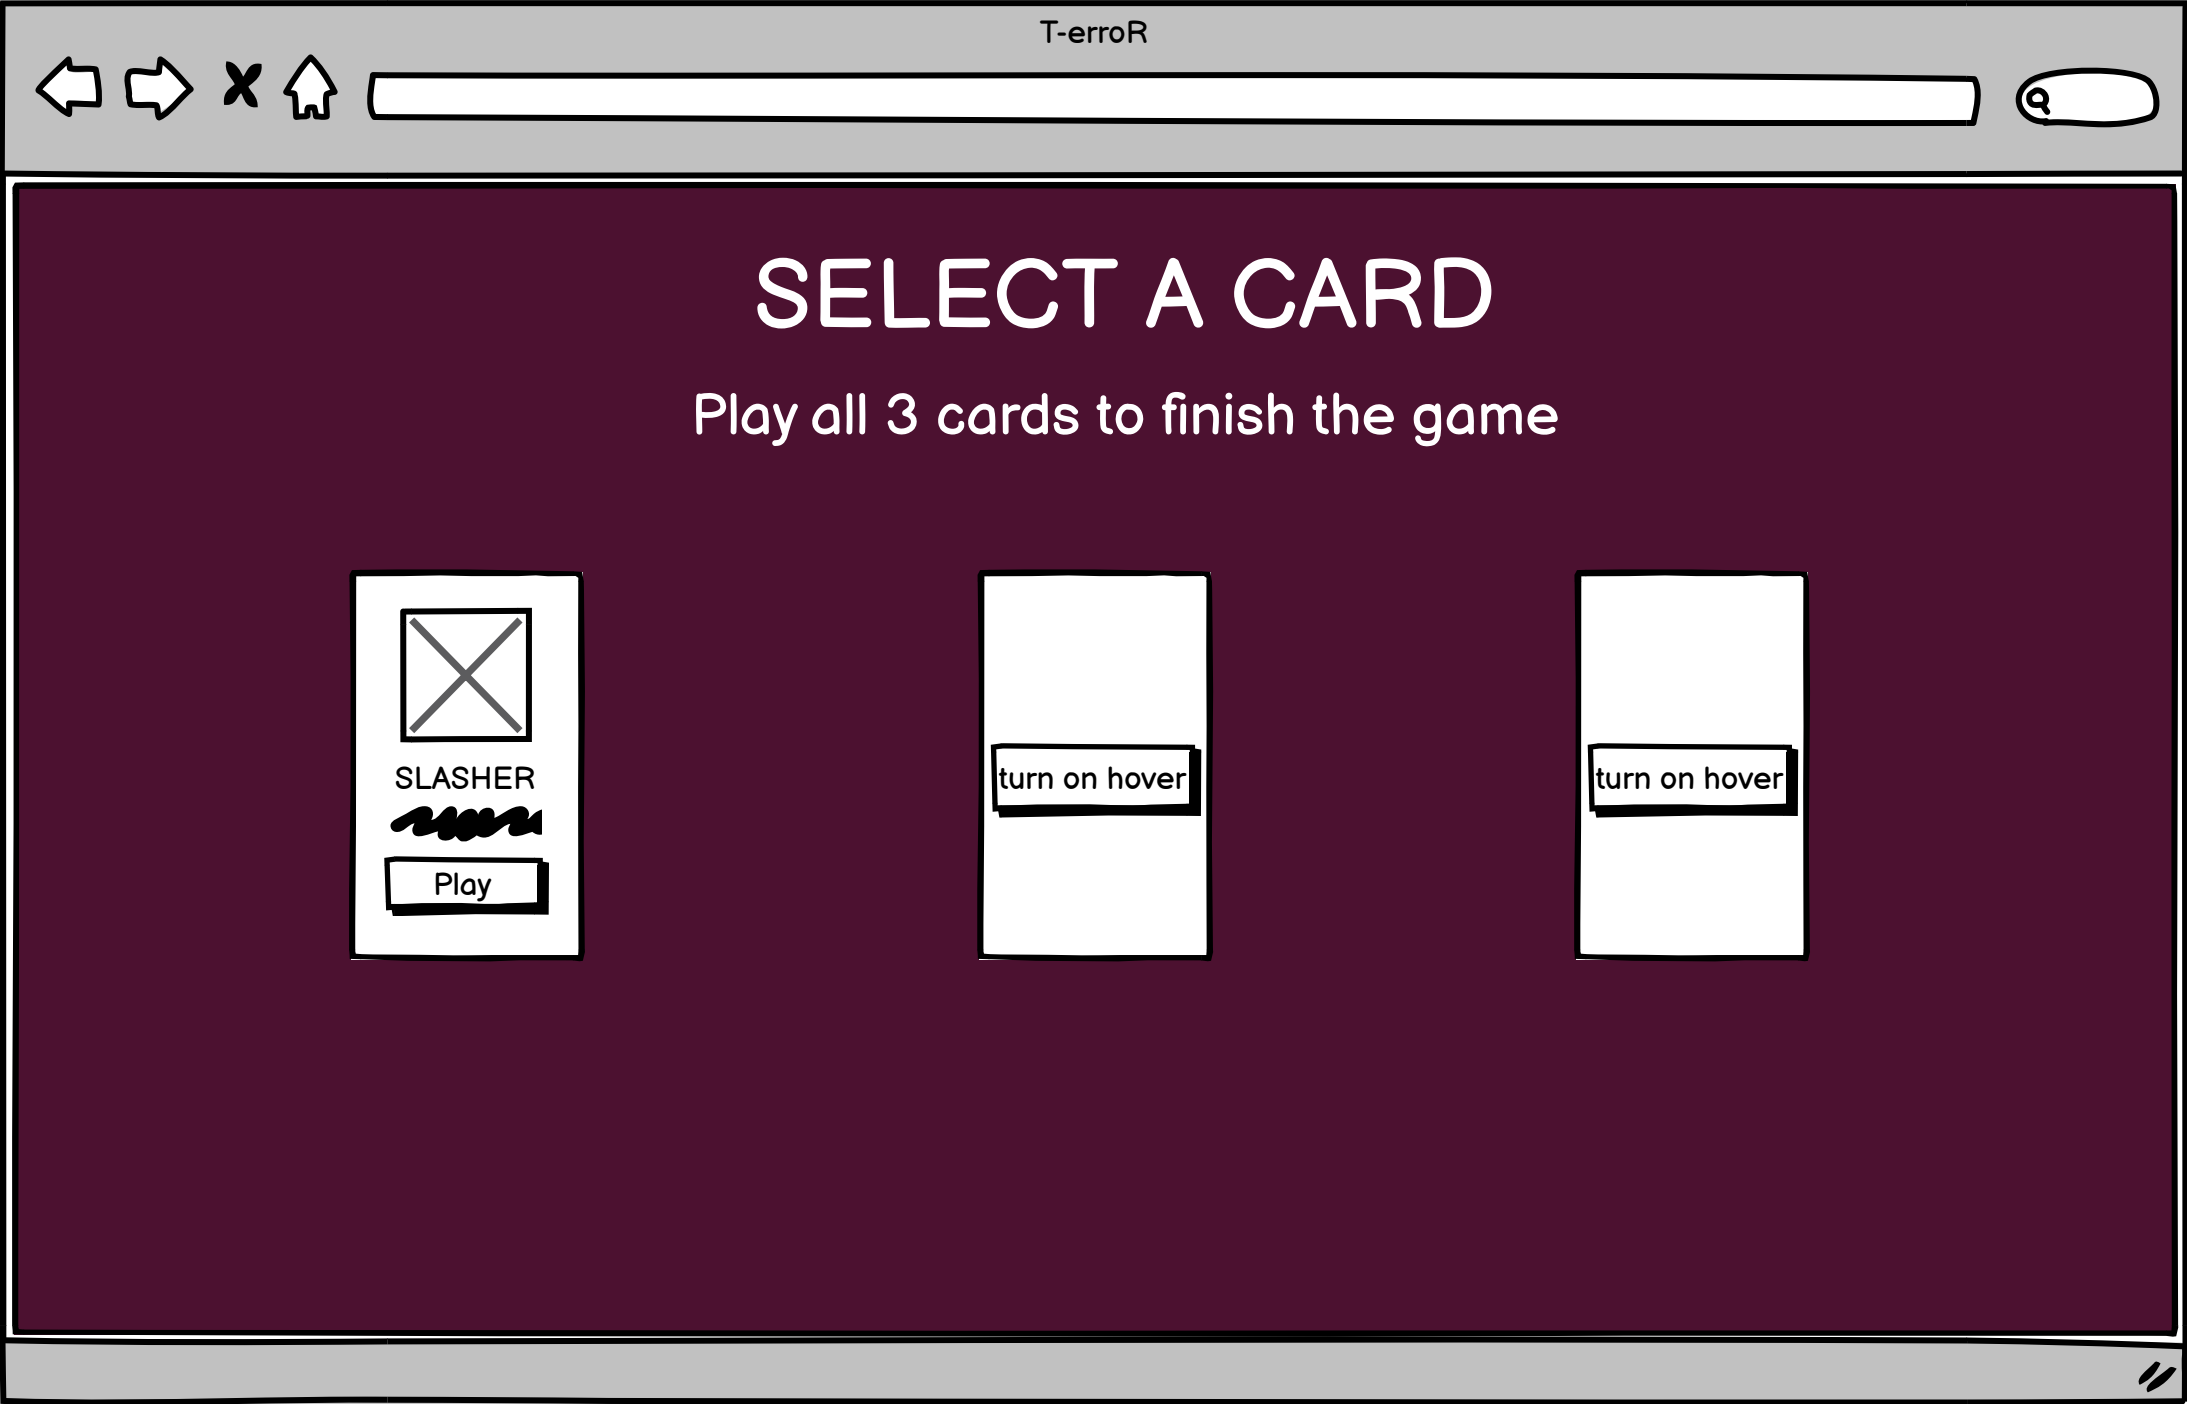 T-erroR
SELECT A CARD
Play all 3 cards to finish the game
SLASHER
Play
turn on hover
turn on hover